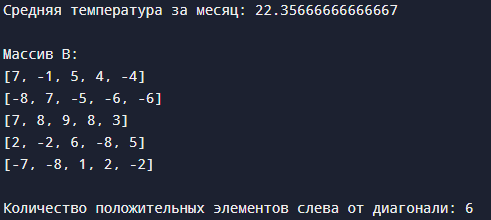 Средняя температура за месяц: 22.35666666666667
Массив B:
[7, -1, 5, 4, -4]
[-8, 7, -5, -6, -6]
[7, 8, 9, 8, 3]
[2, -2, 6, -8, 5]
[-7, -8, 1, 2, -2]
Количество положительных элементов слева от диагонали: 6